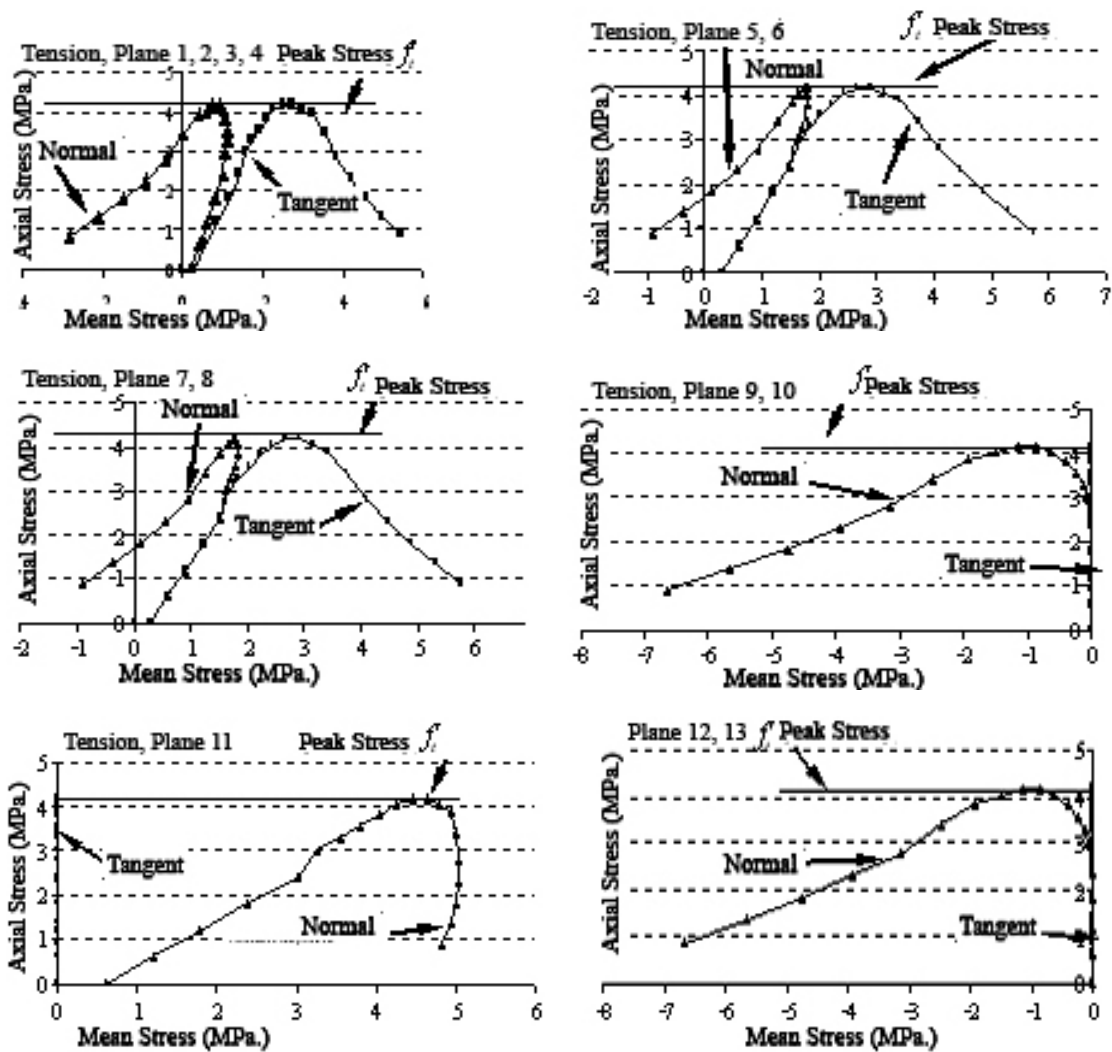 Tension, Plane 1, 2, 3, 4 Peak Stress f'
Axial Stress (MPa.)
5
4
3
2
1
0
Normal
Tangent
4 2 0 2 4 6
Mean Stress (MPa.)
Tension, Plane 5, 6
f' Peak Stress
Normal
Axial Stress (MPa.)
5
4
3
2
1
0
Tangent
-2 -1 0 1 2 3 4 5 6 7
Mean Stress (MPa.)
Tension, Plane 7, 8
f' Peak Stress
Normal
Axial Stress (MPa.)
5
4
3
2
1
0
Tangent
-2 -1 0 1 2 3 4 5 6
Mean Stress (MPa.)
Tension, Plane 9, 10
Peak Stress
Normal
Axial Stress (MPa.)
5
4
3
2
1
0
Tangent
-8 -7 -6 -5 -4 -3 -2 -1 0
Mean Stress (MPa.)
Tension, Plane 11 Peak Stress f'
Axial Stress (MPa.)
5
4
3
2
1
0
Tangent
Normal
0 1 2 3 4 5 6
Mean Stress (MPa.)
Plane 12, 13 f' Peak Stress
Axial Stress (MPa.)
5
4
3
2
1
0
Normal
Tangent
-8 -7 -6 -5 -4 -3 -2 -1 0
Mean Stress (MPa.)